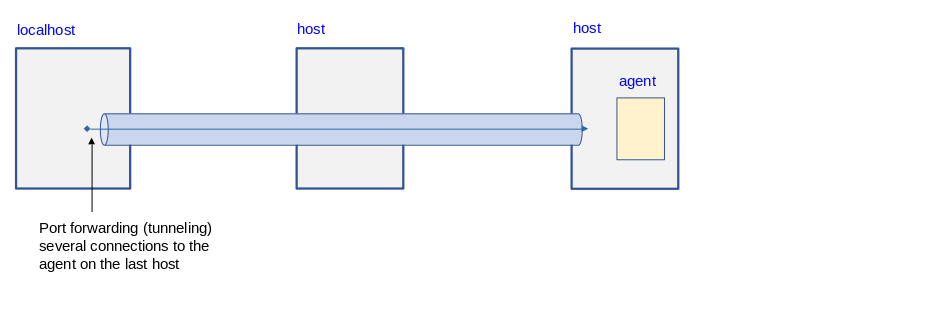 localhost
host
host
agent
Port forwarding (tunneling)
several connections to the
agent on the last host